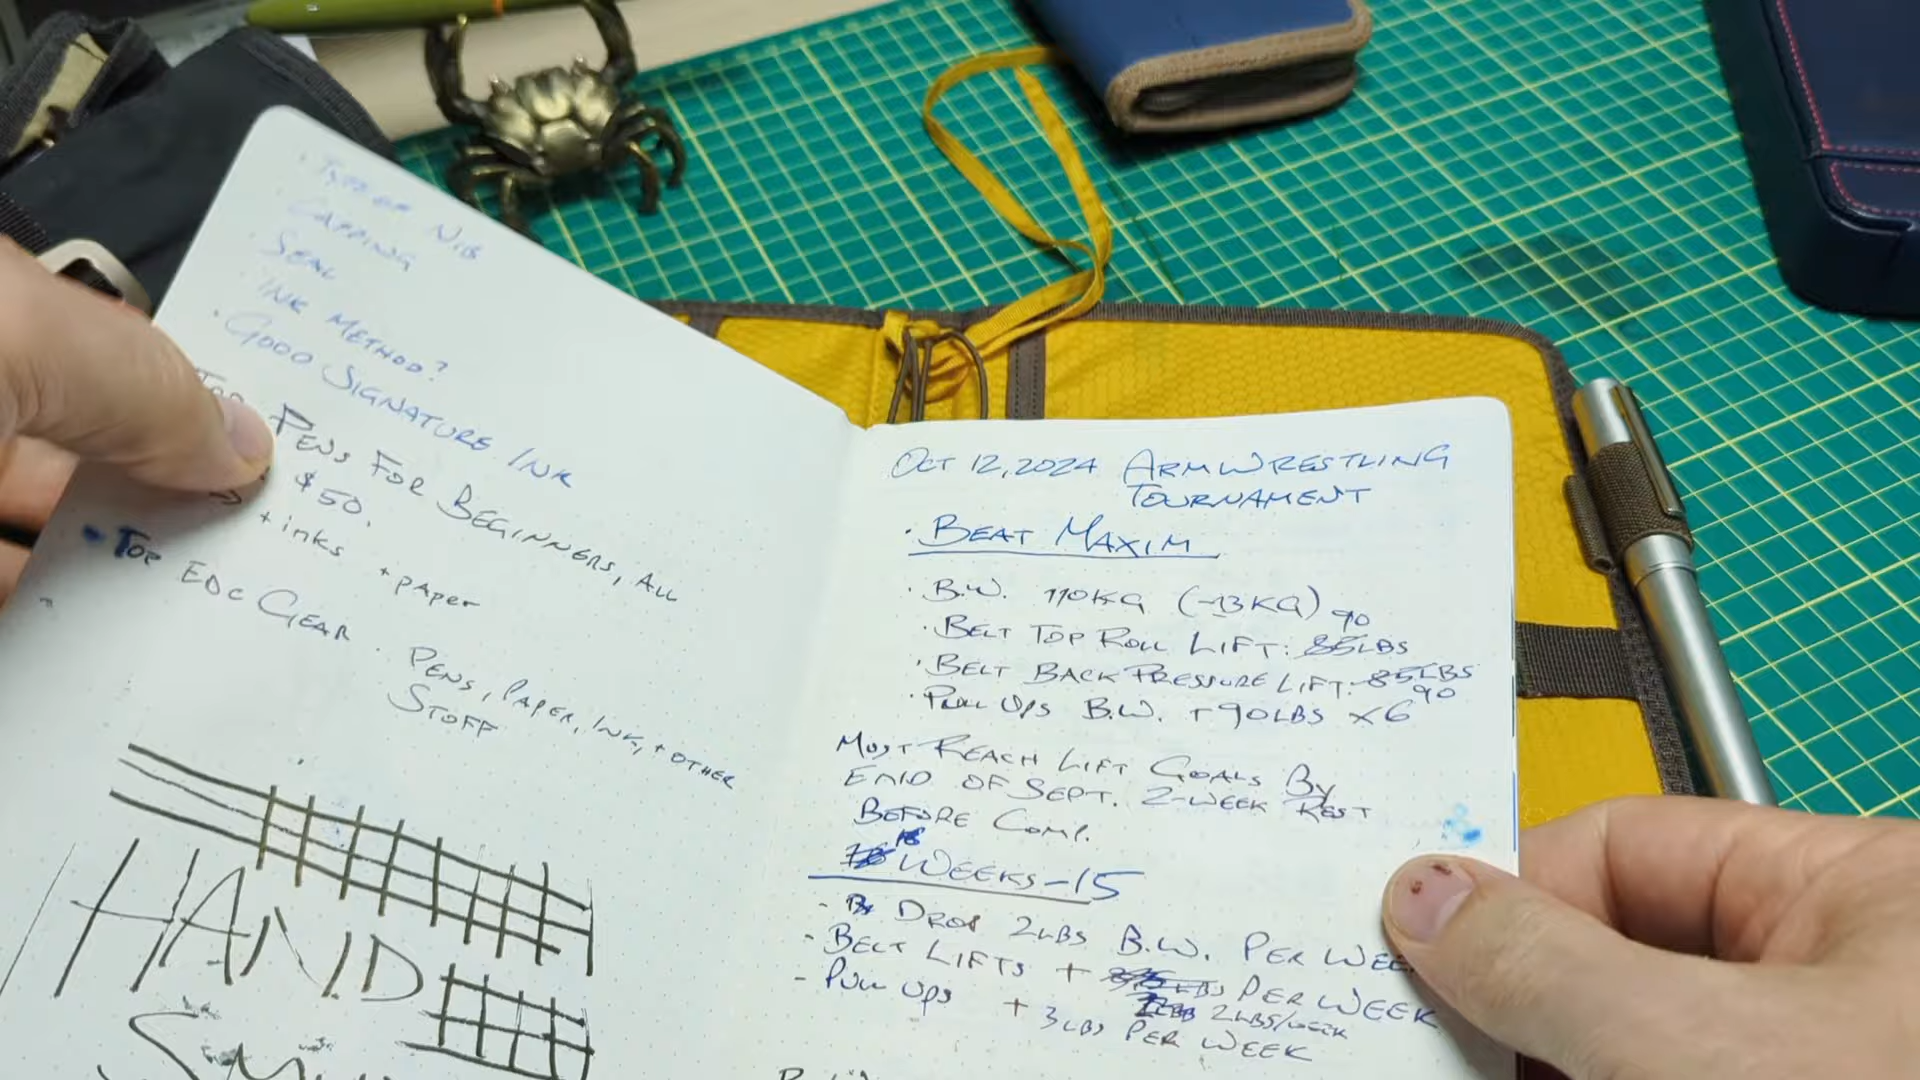 · TYPE OF NIB
· CAPPING
· SEAL
· INK METHOD?
· GOOD SIGNATURE INK
PENS FOR BEGINNERS, ALL
→ $50.
+ inks + paper
· TOP EDC GEAR · PENS, PAPER, INK, + OTHER
STUFF
HAND
OCT 12, 2024 ARMWRESTLING
TOURNAMENT
· BEAT MAXIM
· B.W. 110KG (-13KG)
90
· BELT TOP ROLL LIFT: 85LBS
· BELT BACK PRESSURE LIFT: 85LBS
90
· PULL UPS B.W. +90LBS x6
MUST REACH LIFT GOALS BY
END OF SEPT. 2-WEEK REST
BEFORE COMP.
WEEKS-15
- DROP 2LBS B.W. PER WEEK
- BELT LIFTS + PER WEEK
2LBS/WEEK
- PULL UPS + 3LBS PER WEEK